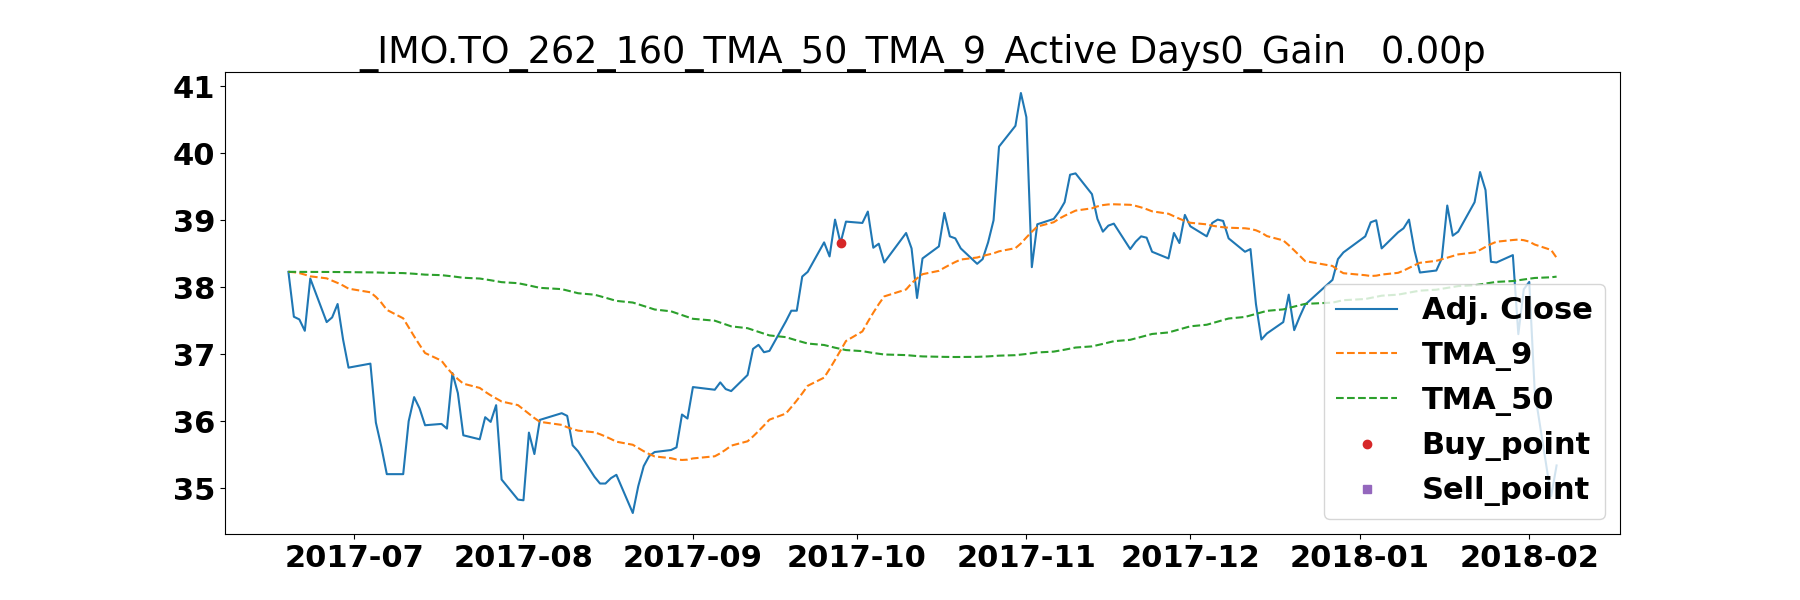 _IMO.TO_262_160_TMA_50_TMA_9_Active Days0_Gain   0.00p
41
40
39
38
37
36
35
Adj. Close
TMA_9
TMA_50
Buy_point
Sell_point
2017-07 2017-08 2017-09 2017-10 2017-11 2017-12 2018-01 2018-02